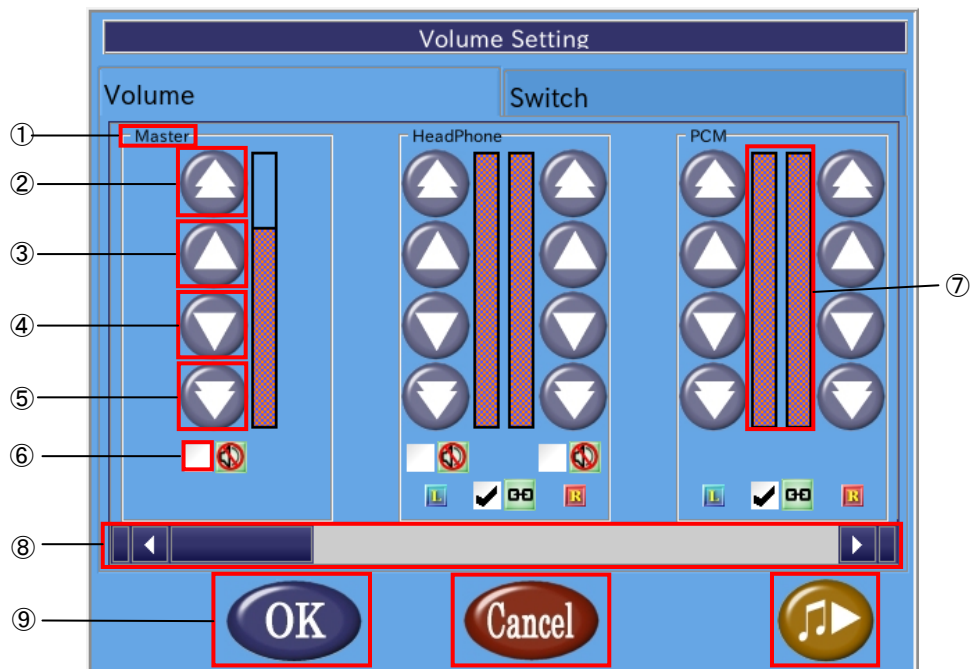 Volume Setting
Volume Switch
① Master HeadPhone PCM
②
③
⑦
④
⑤
⑥
L R L R
⑧
⑨ OK Cancel